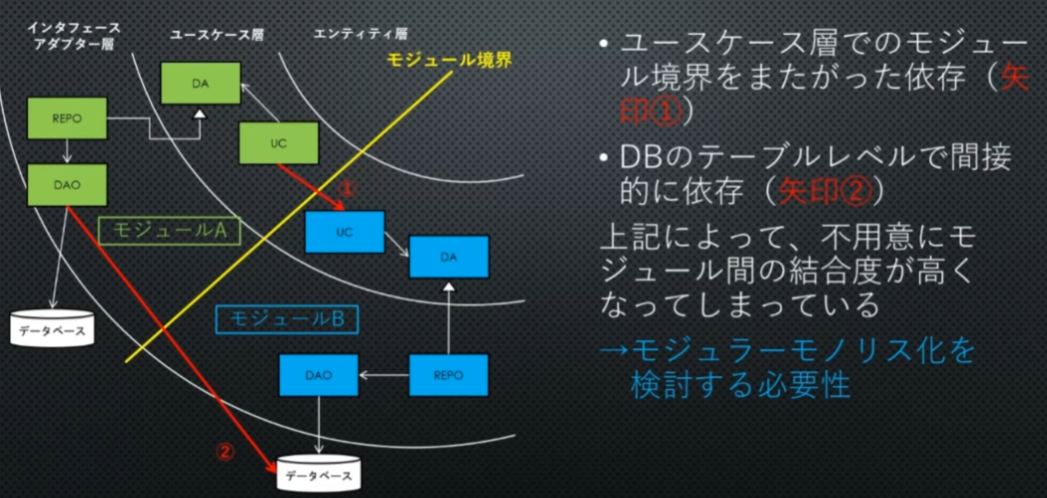 インタフェース
アダプター層
ユースケース層
エンティティ層
モジュール境界
DA
REPO
UC
DAO
①
モジュールA
UC
DA
データベース
モジュールB
DAO
REPO
②
データベース
• ユースケース層でのモジュー
ル境界をまたがった依存（矢
印①）
• DBのテーブルレベルで間接
的に依存（矢印②）
上記によって、不用意にモ
ジュール間の結合度が高く
なってしまっている
→モジュラーモノリス化を
検討する必要性